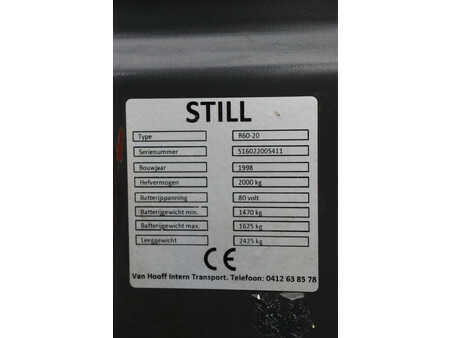 STILL
Type R60-20
Serienummer 516022005411
Bouwjaar 1998
Hefvermogen 2000 kg
Butterijspanning 80 volt
Batterijgewicht min. 1470 kg
Batterijgewicht max. 1625 kg
Leeggewicht 2425 kg
CE
Van Hooff Intern Transport. Telefoon: 0412 63 85 78